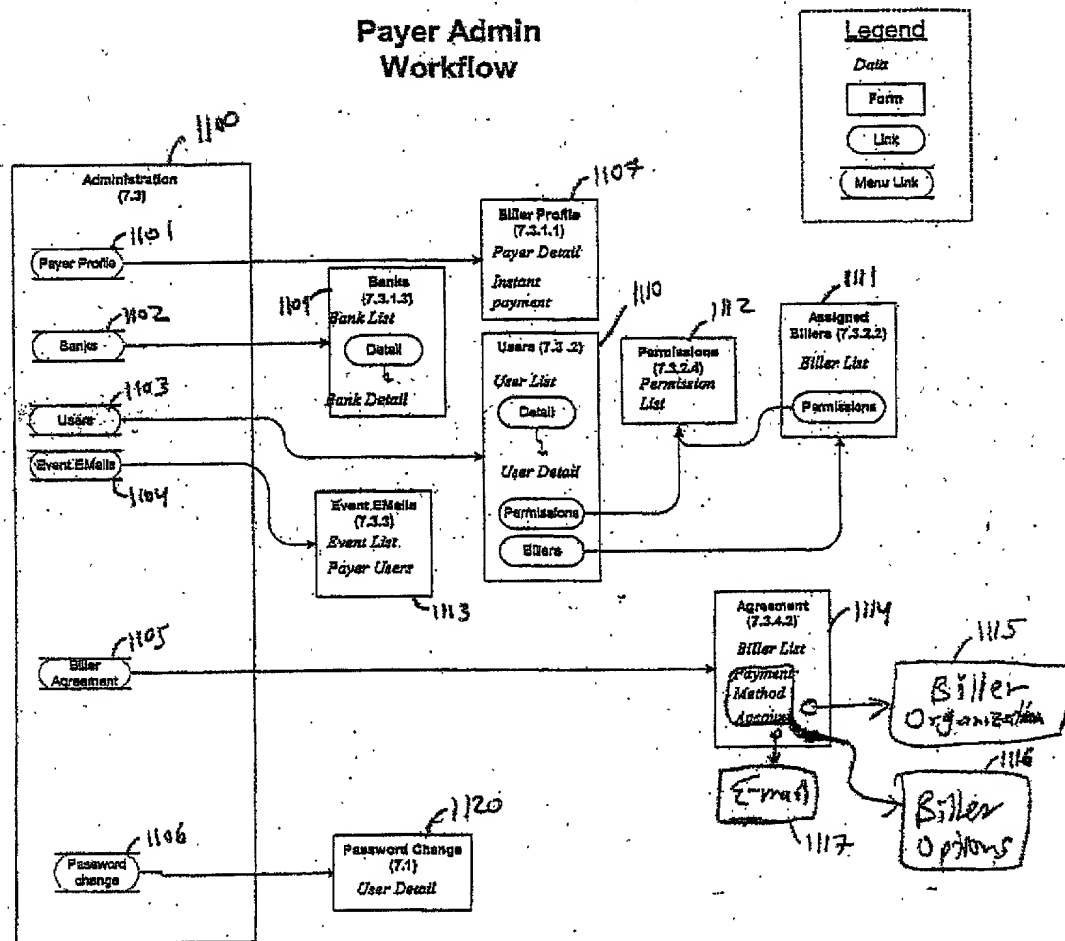 Payer Admin
Workflow
Legend
Data
Form
Link
Menu Link
1100
Administration
(7.3)
1101
Payer Profile
1102
Banks
1103
Users
Event EMails
1104
1105
Biller
Agreement
1106
Password
change
1107
Biller Profile
(7.3.1.1)
Payer Detail
Instant
payment
1109
Banks
(7.3.1.3)
Bank List
Detail
Bank Detail
1110
Users (7.3.2)
User List
Detail
User Detail
Permissions
Billers
1112
Permissions
(7.3.2.4)
Permission
List
1111
Assigned
Billers (7.3.2.2)
Biller List
Permissions
Event EMails
(7.3.3)
Event List
Payer Users
1113
Agreement
(7.3.4.2)
1114
Biller List
Payment
Method
1115
Biller
Organization
1116
Biller
Options
E-mail
1117
1120
Password Change
(7.1)
User Detail